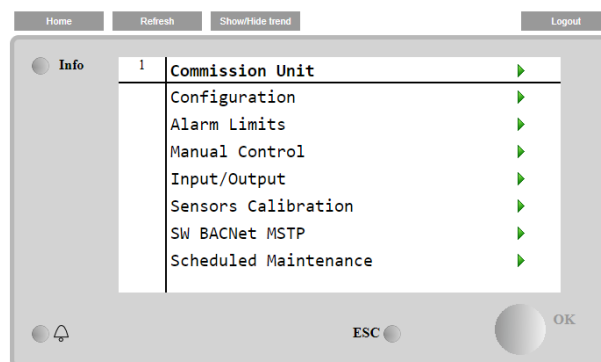 Home Refresh Show/Hide trend Logout
Info
1 Commission Unit
Configuration
Alarm Limits
Manual Control
Input/Output
Sensors Calibration
SW BACNet MSTP
Scheduled Maintenance
ESC OK